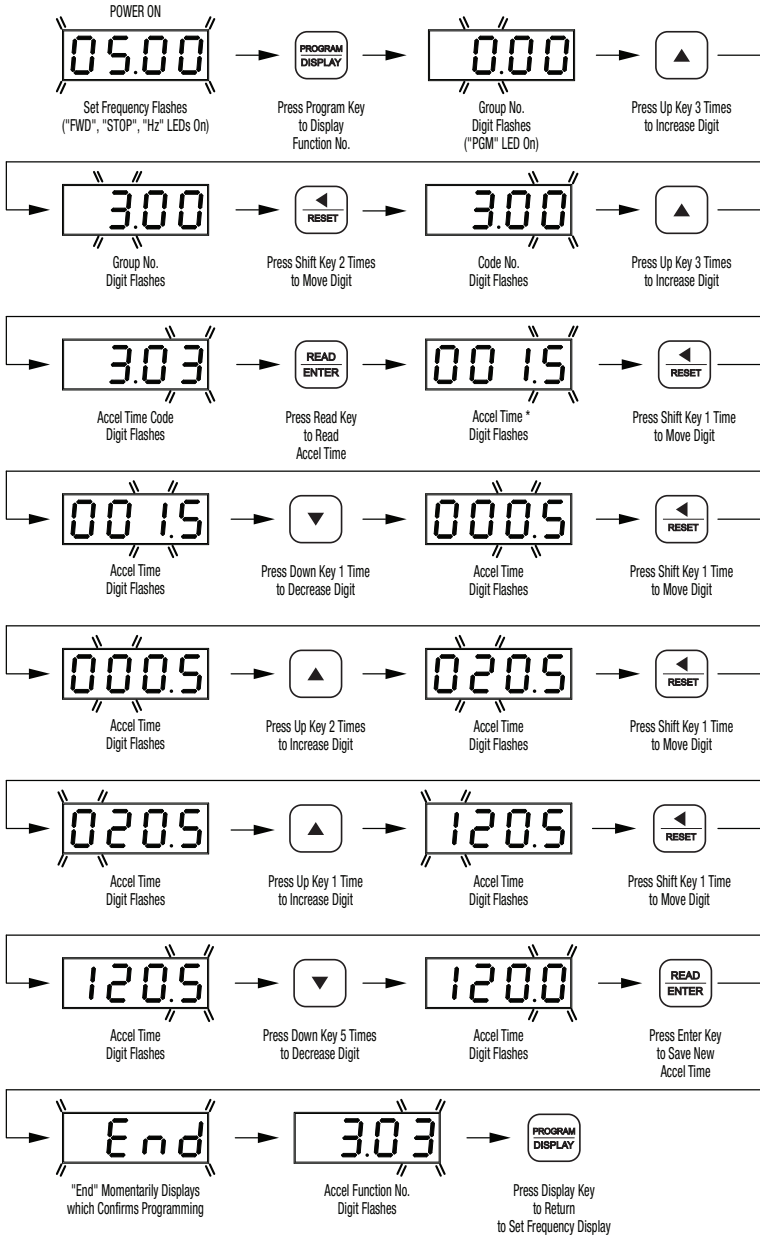 POWER ON
05.00
PROGRAM
DISPLAY
0.00
Set Frequency Flashes
("FWD", "STOP", "Hz" LEDs On)
Press Program Key
to Display
Function No.
Group No.
Digit Flashes
("PGM" LED On)
Press Up Key 3 Times
to Increase Digit
3.00
RESET
3.00
Group No.
Digit Flashes
Press Shift Key 2 Times
to Move Digit
Code No.
Digit Flashes
Press Up Key 3 Times
to Increase Digit
3.03
READ
ENTER
001.5
RESET
Accel Time Code
Digit Flashes
Press Read Key
to Read
Accel Time
Accel Time *
Digit Flashes
Press Shift Key 1 Time
to Move Digit
001.5
000.5
RESET
Accel Time
Digit Flashes
Press Down Key 1 Time
to Decrease Digit
Accel Time
Digit Flashes
Press Shift Key 1 Time
to Move Digit
000.5
020.5
RESET
Accel Time
Digit Flashes
Press Up Key 2 Times
to Increase Digit
Accel Time
Digit Flashes
Press Shift Key 1 Time
to Move Digit
020.5
120.5
RESET
Accel Time
Digit Flashes
Press Up Key 1 Time
to Increase Digit
Accel Time
Digit Flashes
Press Shift Key 1 Time
to Move Digit
120.5
120.0
READ
ENTER
Accel Time
Digit Flashes
Press Down Key 5 Times
to Decrease Digit
Accel Time
Digit Flashes
Press Enter Key
to Save New
Accel Time
End
3.03
PROGRAM
DISPLAY
"End" Momentarily Displays
which Confirms Programming
Accel Function No.
Digit Flashes
Press Display Key
to Return
to Set Frequency Display